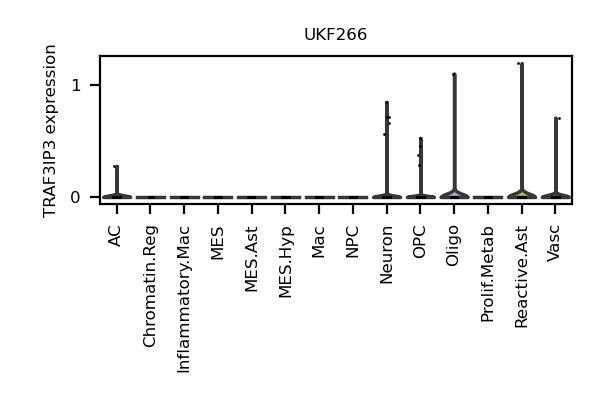 UKF266
TRAF3IP3 expression
1
0
AC
Chromatin.Reg
Inflammatory.Mac
MES
MES.Ast
MES.Hyp
Mac
NPC
Neuron
OPC
Oligo
Prolif.Metab
Reactive.Ast
Vasc